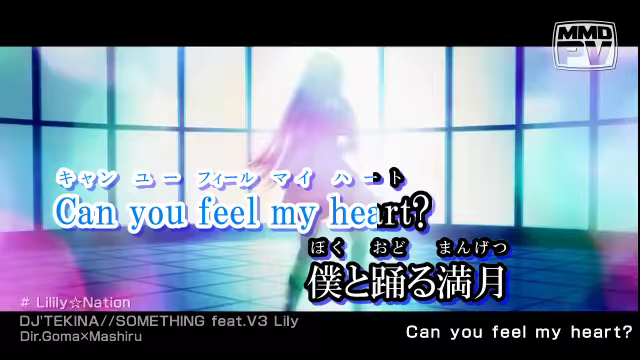 MMD
PV
キャン ユー フィール マイ ハート
Can you feel my heart?
ぼく おど まんげつ
僕と踊る満月
# Lilily☆Nation
DJ'TEKINA//SOMETHING feat.V3 Lily
Dir.Goma×Mashiru
Can you feel my heart?